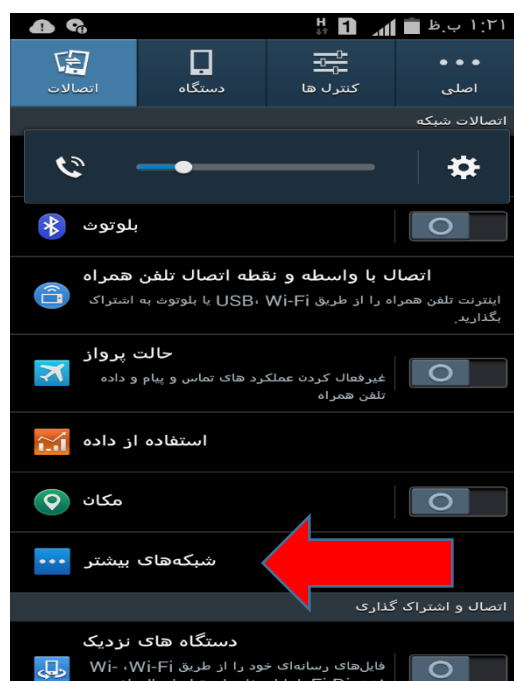 ۱:۲۱ ب.ظ
H 1
اتصالات
دستگاه
کنترل ها
اصلی
اتصالات شبکه
بلوتوث
اتصال با واسطه و نقطه اتصال تلفن همراه
اینترنت تلفن همراه را از طریق USB، Wi-Fi یا بلوتوث به اشتراک
بگذارید.
حالت پرواز
غیرفعال کردن عملکرد های تماس و پیام و داده
تلفن همراه
استفاده از داده
مکان
شبکه‌های بیشتر
اتصال و اشتراک گذاری
دستگاه های نزدیک
فایل‌های رسانه‌ای خود را از طریق Wi-Fi، Wi-